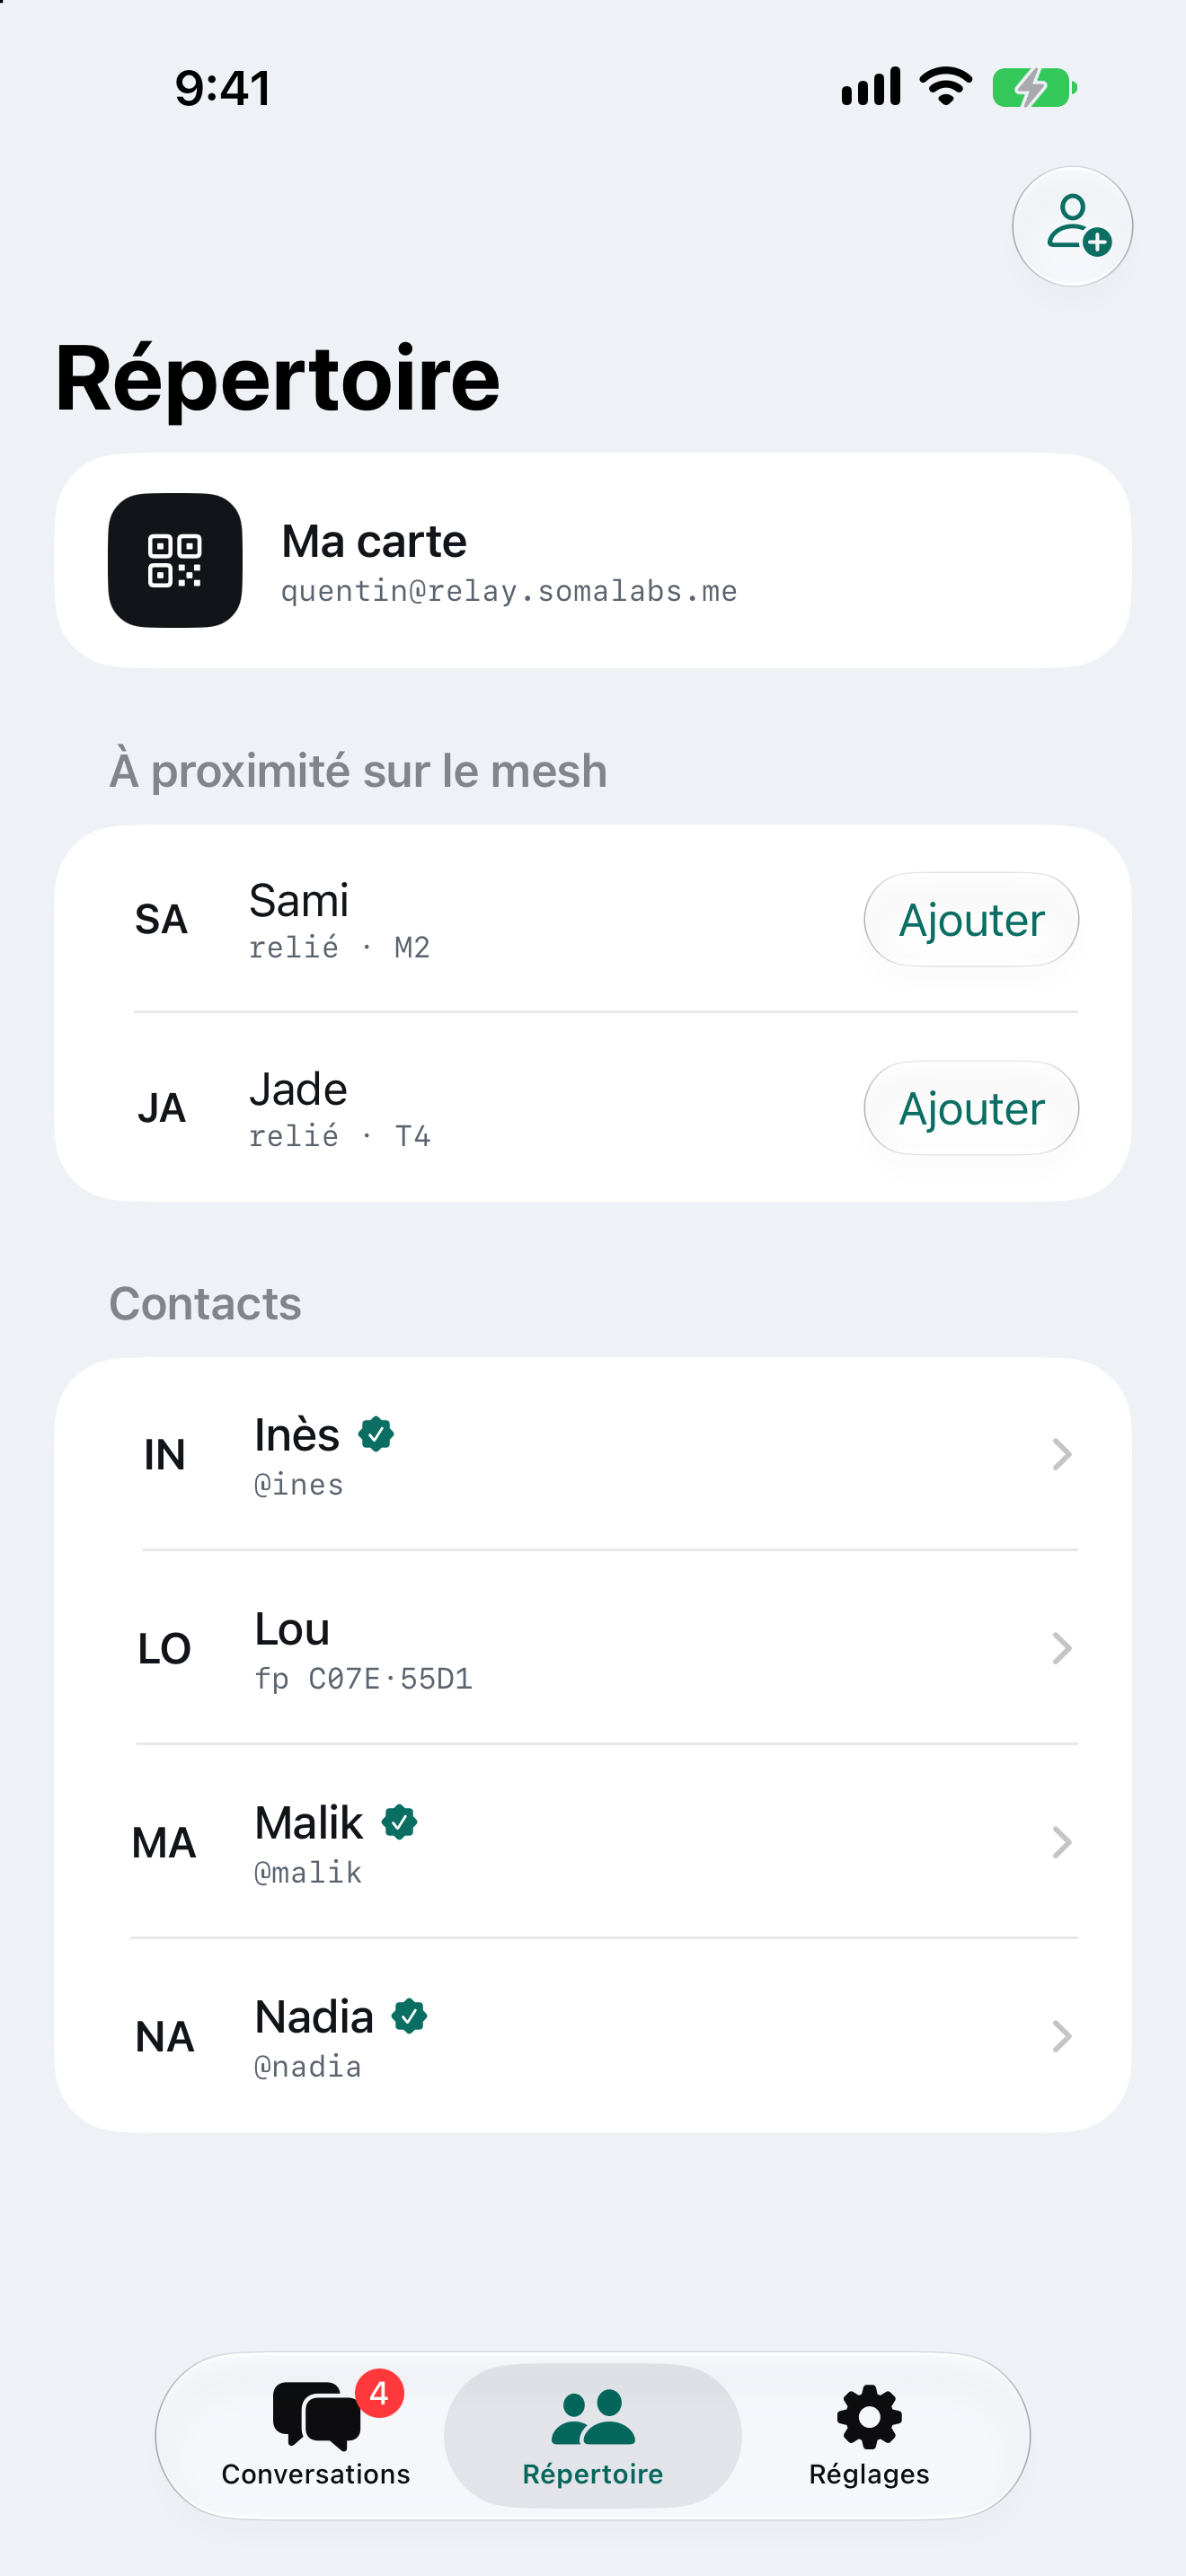 9:41
Répertoire
Ma carte
quentin@relay.somalabs.me
À proximité sur le mesh
SA
Sami
relié · M2
Ajouter
JA
Jade
relié · T4
Ajouter
Contacts
IN
Inès
@ines
LO
Lou
fp C07E·55D1
MA
Malik
@malik
NA
Nadia
@nadia
4
Conversations
Répertoire
Réglages